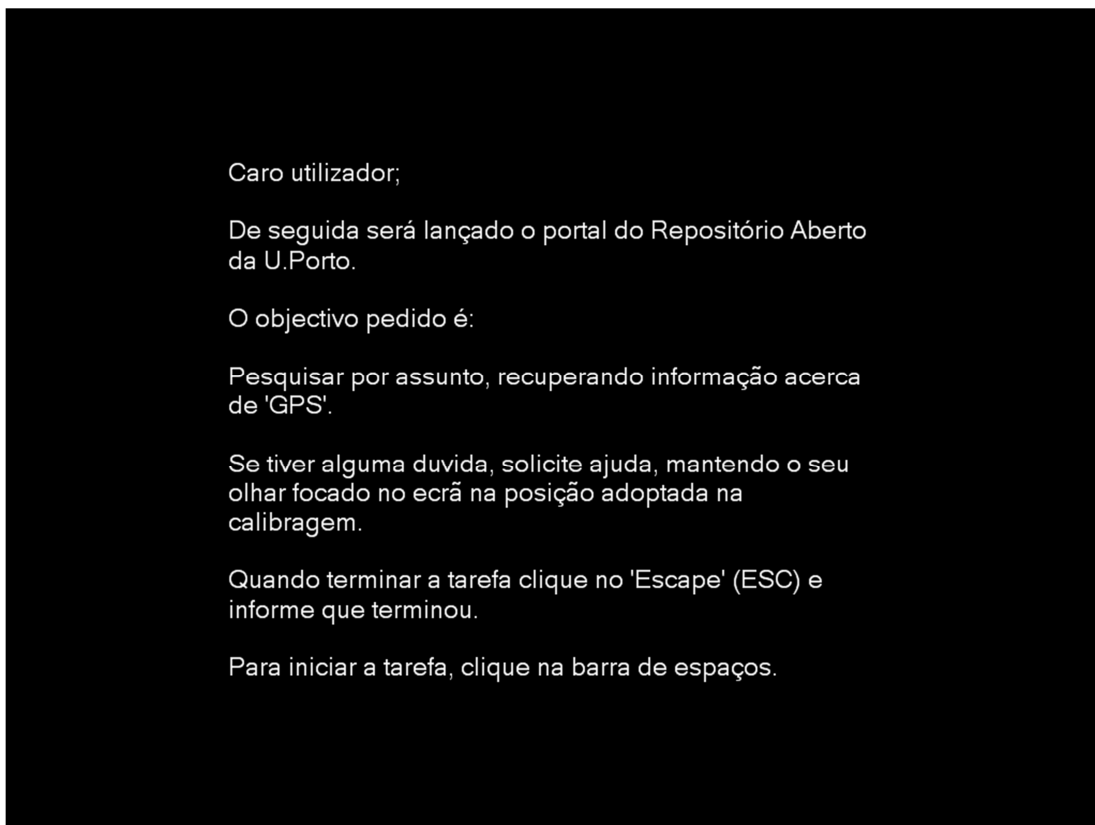 Caro utilizador;
De seguida será lançado o portal do Repositório Aberto
da U.Porto.
O objectivo pedido é:
Pesquisar por assunto, recuperando informação acerca
de 'GPS'.
Se tiver alguma duvida, solicite ajuda, mantendo o seu
olhar focado no ecrã na posição adoptada na
calibragem.
Quando terminar a tarefa clique no 'Escape' (ESC) e
informe que terminou.
Para iniciar a tarefa, clique na barra de espaços.